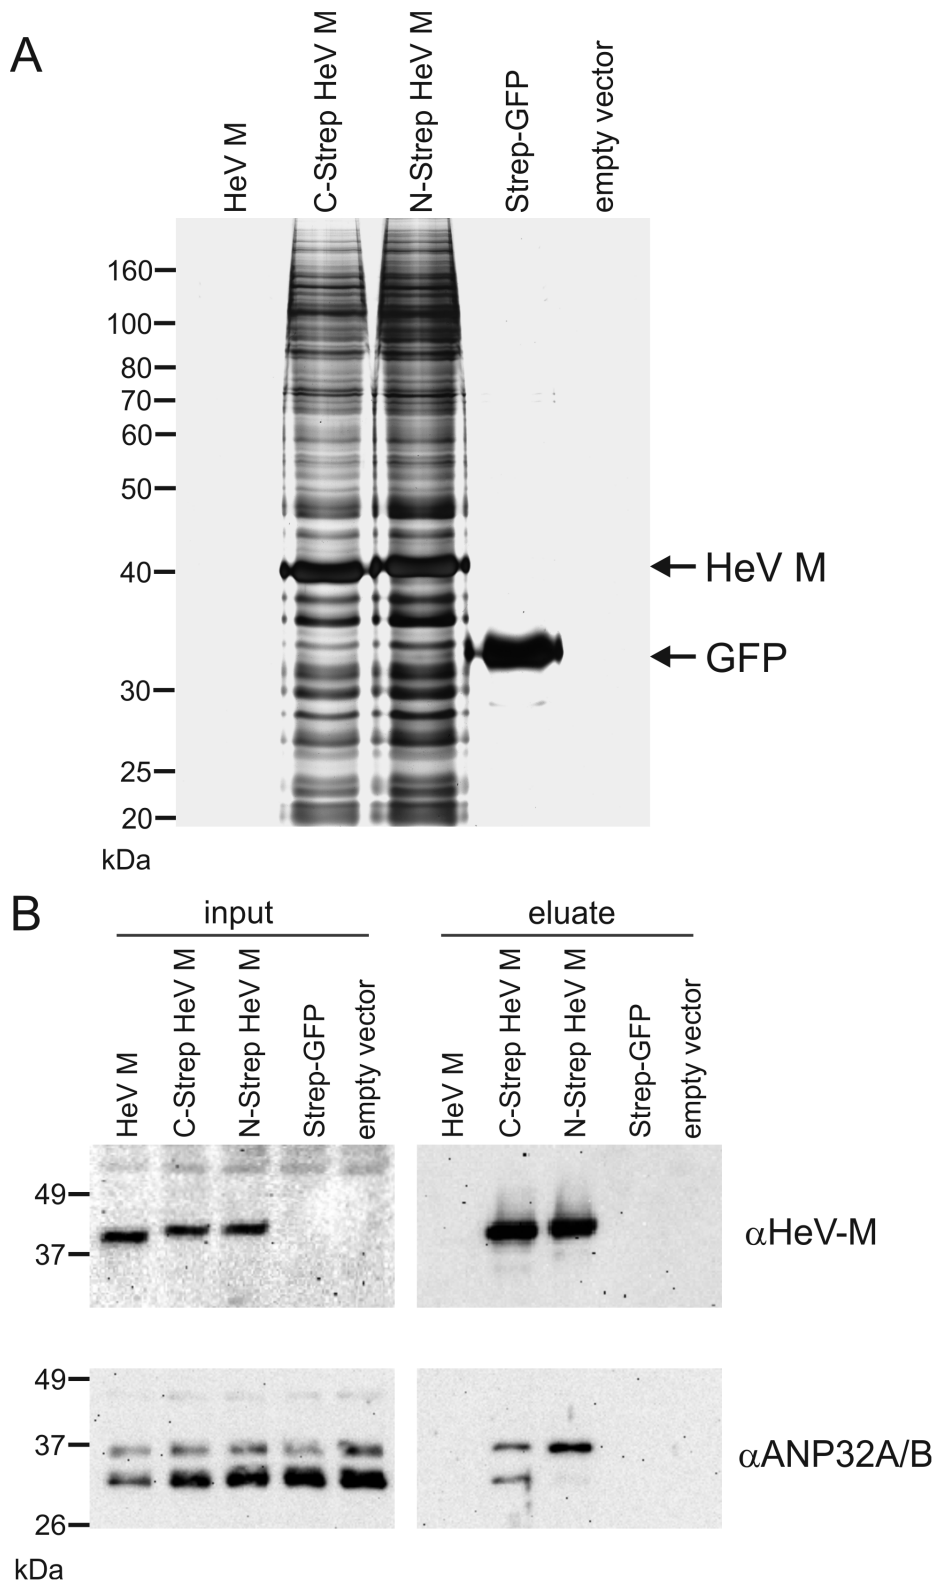 A
HeV M
C-Strep HeV M
N-Strep HeV M
Strep-GFP
empty vector
160
100
80
70
60
50
40
30
25
20
kDa
HeV M
GFP
B
input
eluate
HeV M
C-Strep HeV M
N-Strep HeV M
Strep-GFP
empty vector
HeV M
C-Strep HeV M
N-Strep HeV M
Strep-GFP
empty vector
49
37
αHeV-M
49
37
26
αANP32A/B
kDa